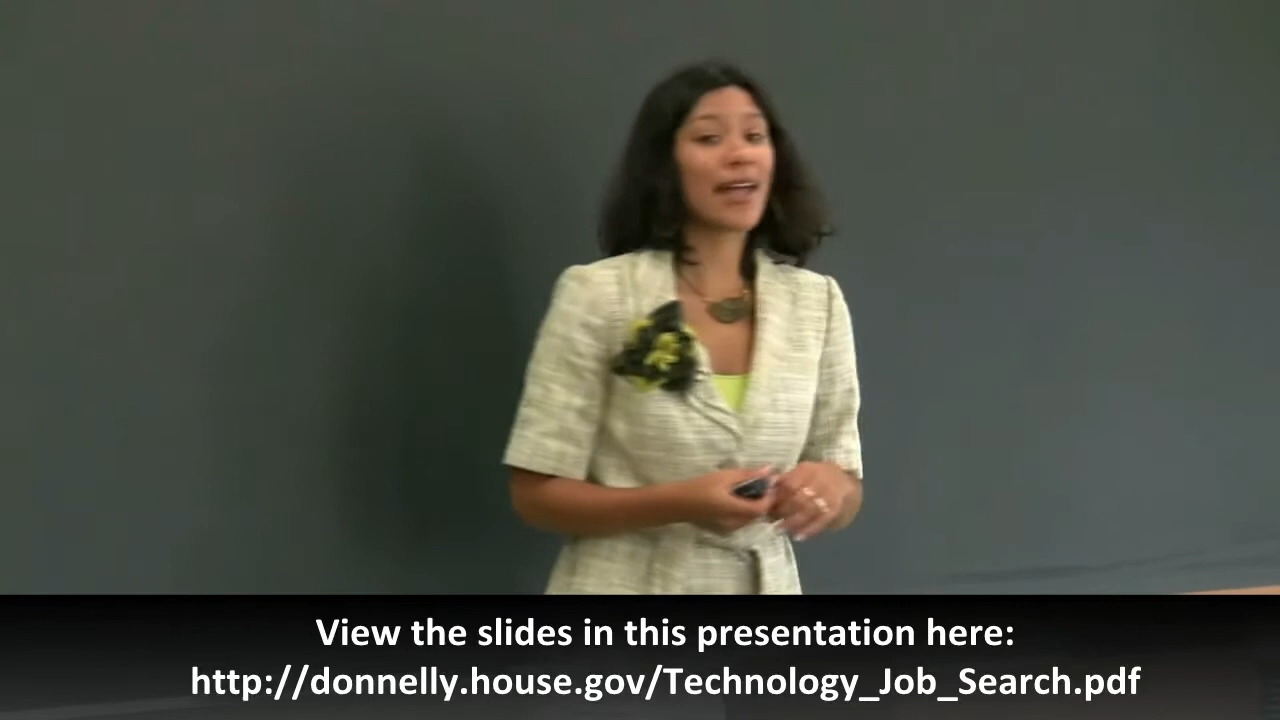 View the slides in this presentation here:
http://donnelly.house.gov/Technology_Job_Search.pdf